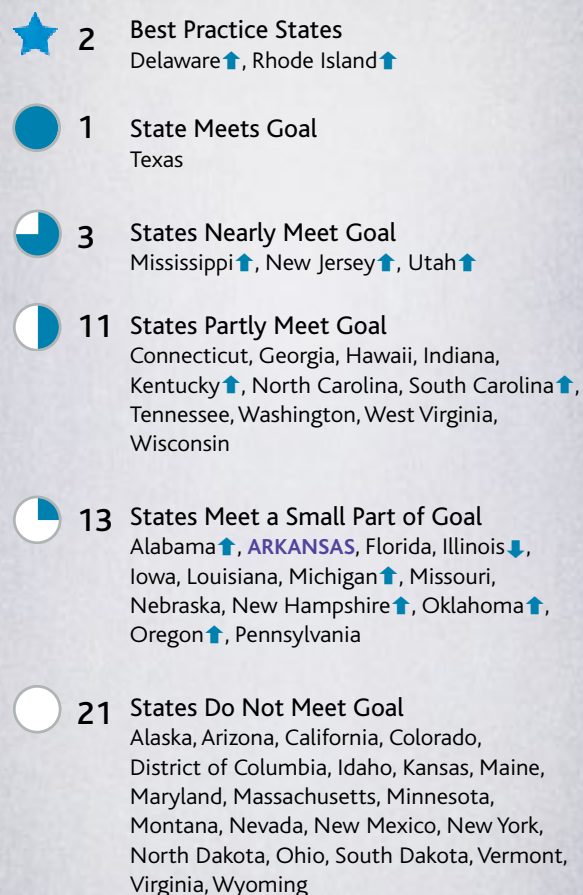 2 Best Practice States
Delaware⬆, Rhode Island⬆
1 State Meets Goal
Texas
3 States Nearly Meet Goal
Mississippi⬆, New Jersey⬆, Utah⬆
11 States Partly Meet Goal
Connecticut, Georgia, Hawaii, Indiana,
Kentucky⬆, North Carolina, South Carolina⬆,
Tennessee, Washington, West Virginia,
Wisconsin
13 States Meet a Small Part of Goal
Alabama⬆, ARKANSAS, Florida, Illinois⬇,
Iowa, Louisiana, Michigan⬆, Missouri,
Nebraska, New Hampshire⬆, Oklahoma⬆,
Oregon⬆, Pennsylvania
21 States Do Not Meet Goal
Alaska, Arizona, California, Colorado,
District of Columbia, Idaho, Kansas, Maine,
Maryland, Massachusetts, Minnesota,
Montana, Nevada, New Mexico, New York,
North Dakota, Ohio, South Dakota, Vermont,
Virginia, Wyoming